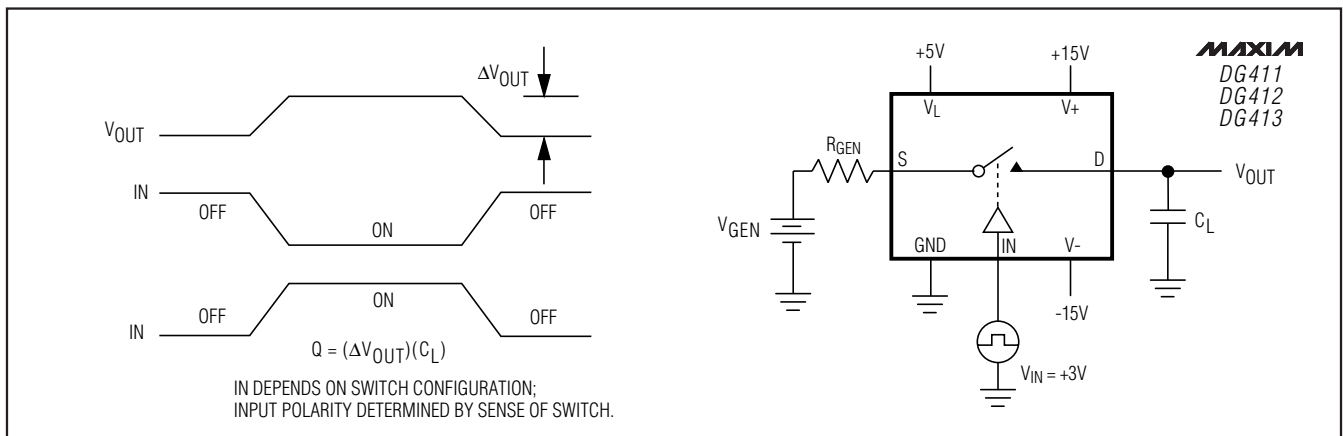 ΔVOUT
VOUT
IN
OFF
ON
OFF
IN
OFF
ON
OFF
Q = (ΔVOUT)(CL)
IN DEPENDS ON SWITCH CONFIGURATION;
INPUT POLARITY DETERMINED BY SENSE OF SWITCH.
+5V
+15V
MAXIM
DG411
DG412
DG413
VL
V+
RGEN
S
D
VOUT
VGEN
CL
GND
IN
V-
-15V
VIN = +3V